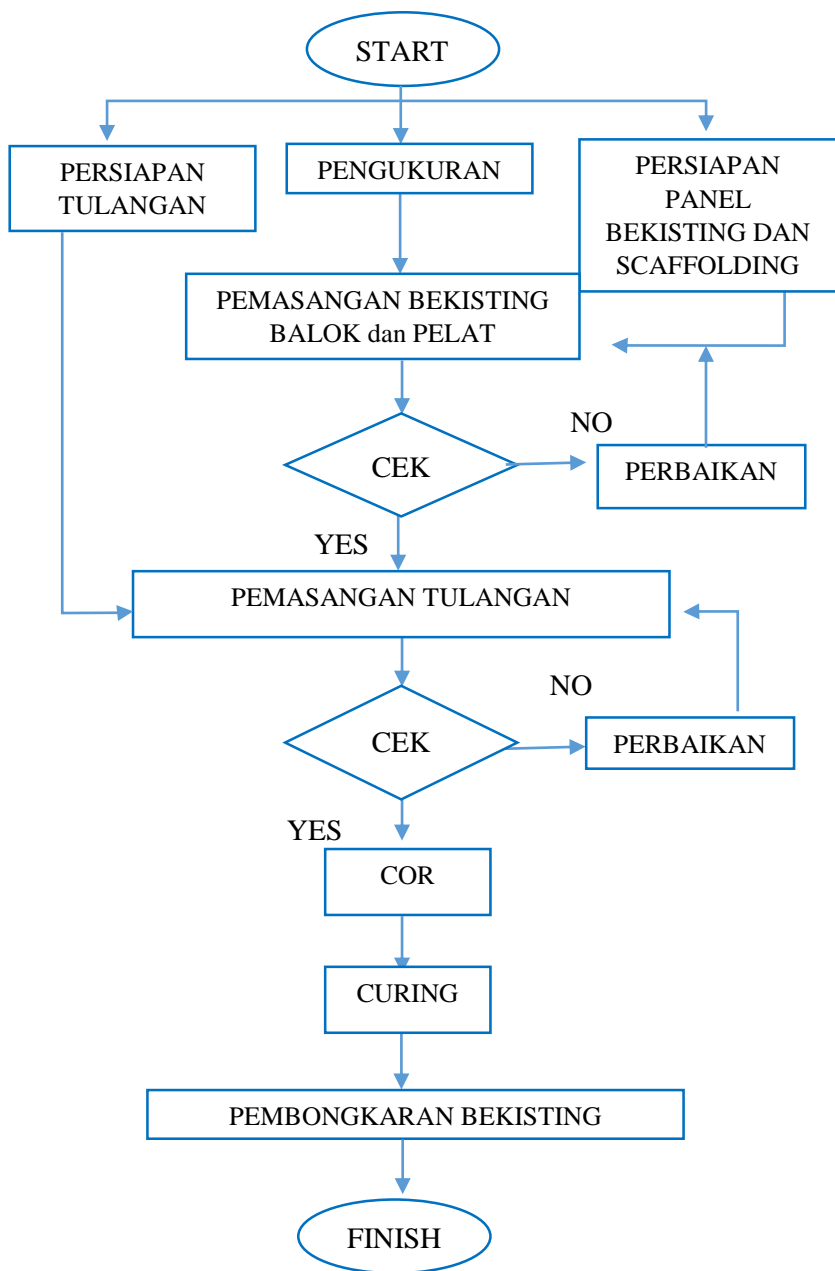 START
PERSIAPAN
TULANGAN
PENGUKURAN
PERSIAPAN
PANEL
BEKISTING DAN
SCAFFOLDING
PEMASANGAN BEKISTING
BALOK dan PELAT
CEK
NO
PERBAIKAN
YES
PEMASANGAN TULANGAN
CEK
NO
PERBAIKAN
YES
COR
CURING
PEMBONGKARAN BEKISTING
FINISH